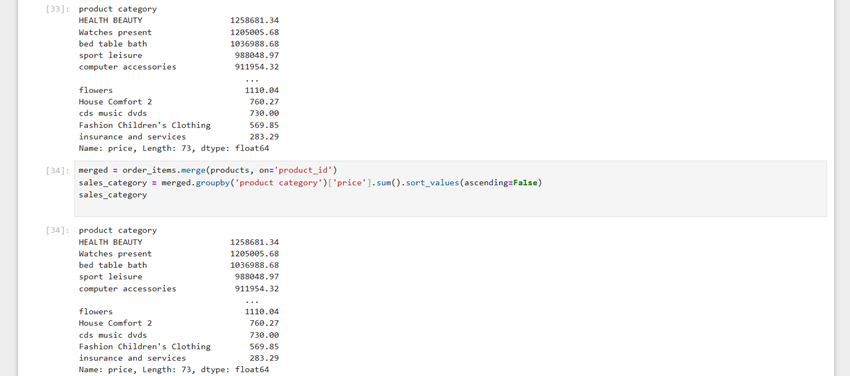 [33]: product category
HEALTH BEAUTY 1258681.34
Watches present 1205005.68
bed table bath 1036988.68
sport leisure 988048.97
computer accessories 911954.32
...
flowers 1110.04
House Comfort 2 760.27
cds music dvds 730.00
Fashion Children's Clothing 569.85
insurance and services 283.29
Name: price, Length: 73, dtype: float64
[34]: merged = order_items.merge(products, on='product_id')
sales_category = merged.groupby('product category')['price'].sum().sort_values(ascending=False)
sales_category
[34]: product category
HEALTH BEAUTY 1258681.34
Watches present 1205005.68
bed table bath 1036988.68
sport leisure 988048.97
computer accessories 911954.32
...
flowers 1110.04
House Comfort 2 760.27
cds music dvds 730.00
Fashion Children's Clothing 569.85
insurance and services 283.29
Name: price, Length: 73, dtype: float64